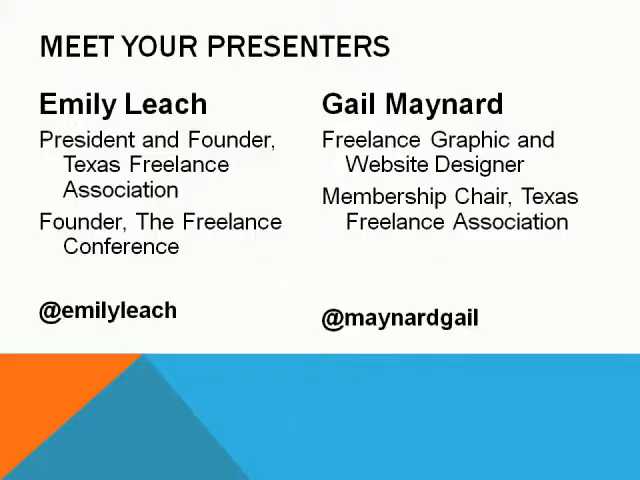 MEET YOUR PRESENTERS
Emily Leach
President and Founder,
Texas Freelance
Association
Founder, The Freelance
Conference
@emilyleach
Gail Maynard
Freelance Graphic and
Website Designer
Membership Chair, Texas
Freelance Association
@maynardgail